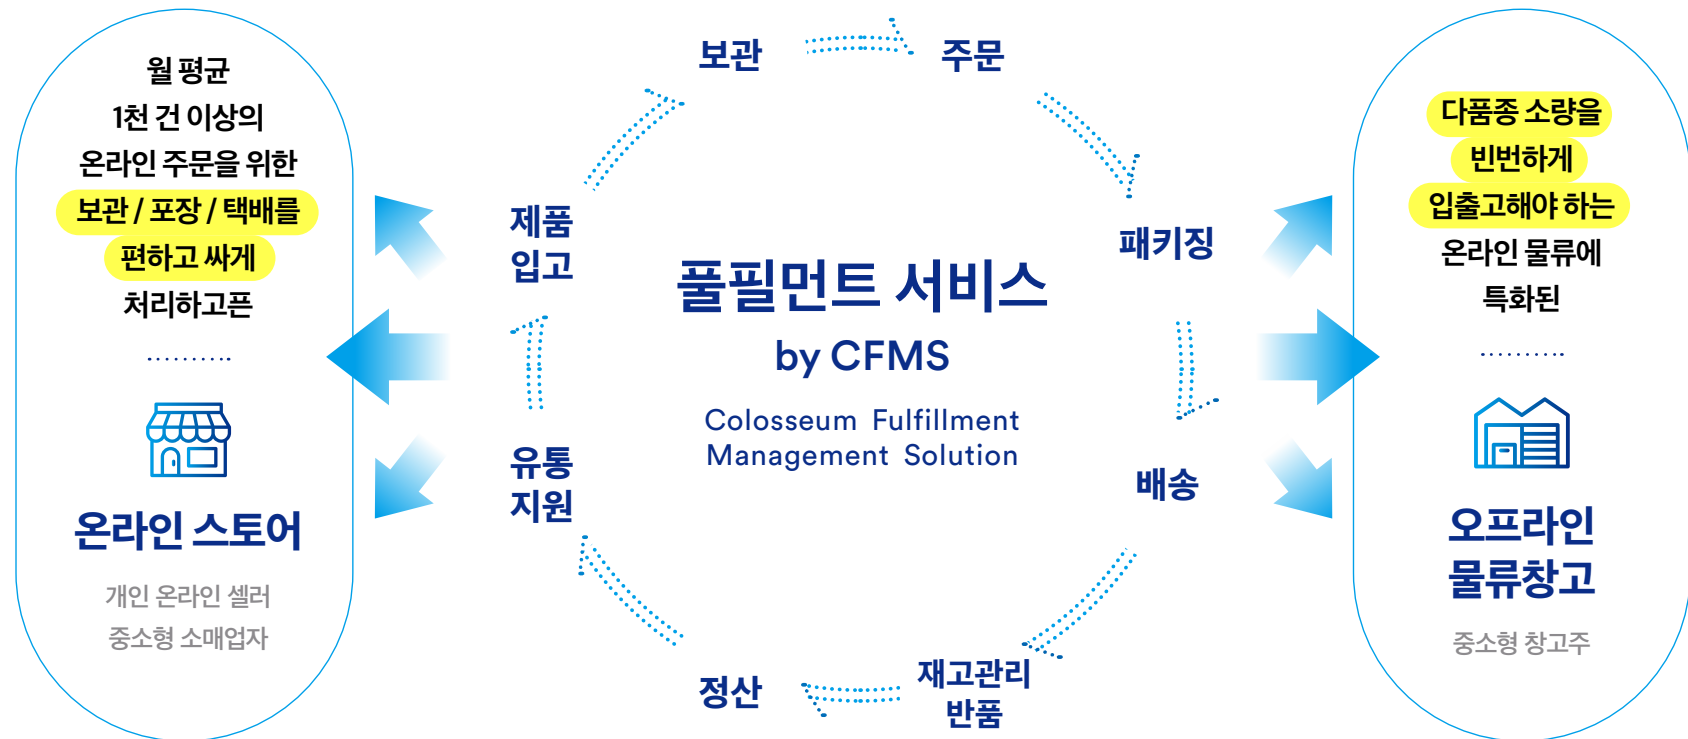 월 평균
1천 건 이상의
온라인 주문을 위한
보관 / 포장 / 택배를
편하고 싸게
처리하고픈
온라인 스토어
개인 온라인 셀러
중소형 소매업자
보관
주문
패키징
배송
재고관리
반품
정산
유통
지원
제품
입고
풀필먼트 서비스
by CFMS
Colosseum Fulfillment
Management Solution
다품종 소량을
빈번하게
입출고해야 하는
온라인 물류에
특화된
오프라인
물류창고
중소형 창고주